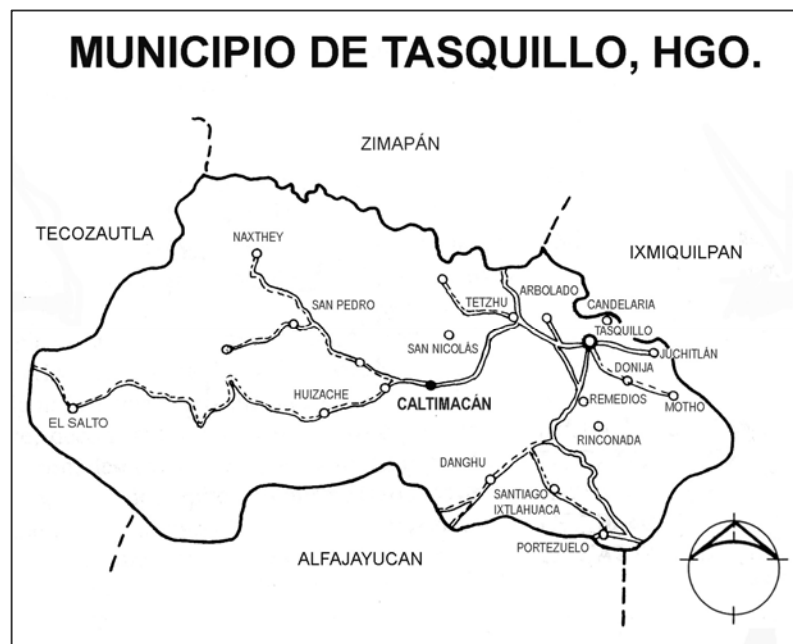 MUNICIPIO DE TASQUILLO, HGO.
ZIMAPÁN
TECOZAUTLA
IXMIQUILPAN
NAXTHEY
ARBOLADO
SAN PEDRO
TETZHU
CANDELARIA
TASQUILLO
SAN NICOLÁS
JUCHITLÁN
DONIJA
HUIZACHE
CALTIMACÁN
REMEDIOS
MOTHO
EL SALTO
RINCONADA
DANGHU
SANTIAGO
IXTLAHUACA
PORTEZUELO
ALFAJAYUCAN